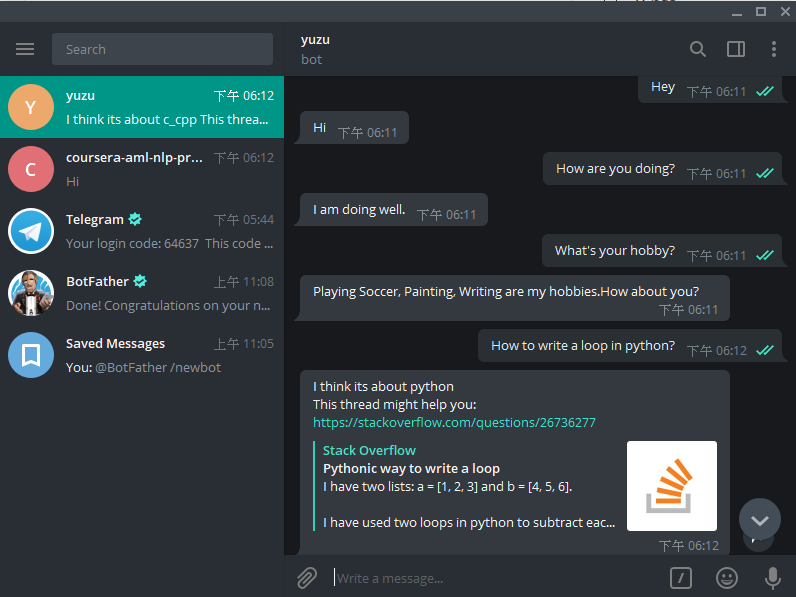 Search
Y
yuzu 下午 06:12
I think its about c_cpp This threa...
C
coursera-aml-nlp-pr... 下午 06:12
Hi
Telegram 下午 05:44
Your login code: 64637 This code ...
BotFather 上午 11:08
Done! Congratulations on your n...
Saved Messages 上午 11:05
You: @BotFather /newbot
yuzu
bot
Hey 下午 06:11
Hi 下午 06:11
How are you doing? 下午 06:11
I am doing well. 下午 06:11
What's your hobby? 下午 06:11
Playing Soccer, Painting, Writing are my hobbies.How about you?
下午 06:11
How to write a loop in python? 下午 06:12
I think its about python
This thread might help you:
https://stackoverflow.com/questions/26736277
Stack Overflow
Pythonic way to write a loop
I have two lists: a = [1, 2, 3] and b = [4, 5, 6].
I have used two loops in python to subtract eac...
下午 06:12
Write a message...